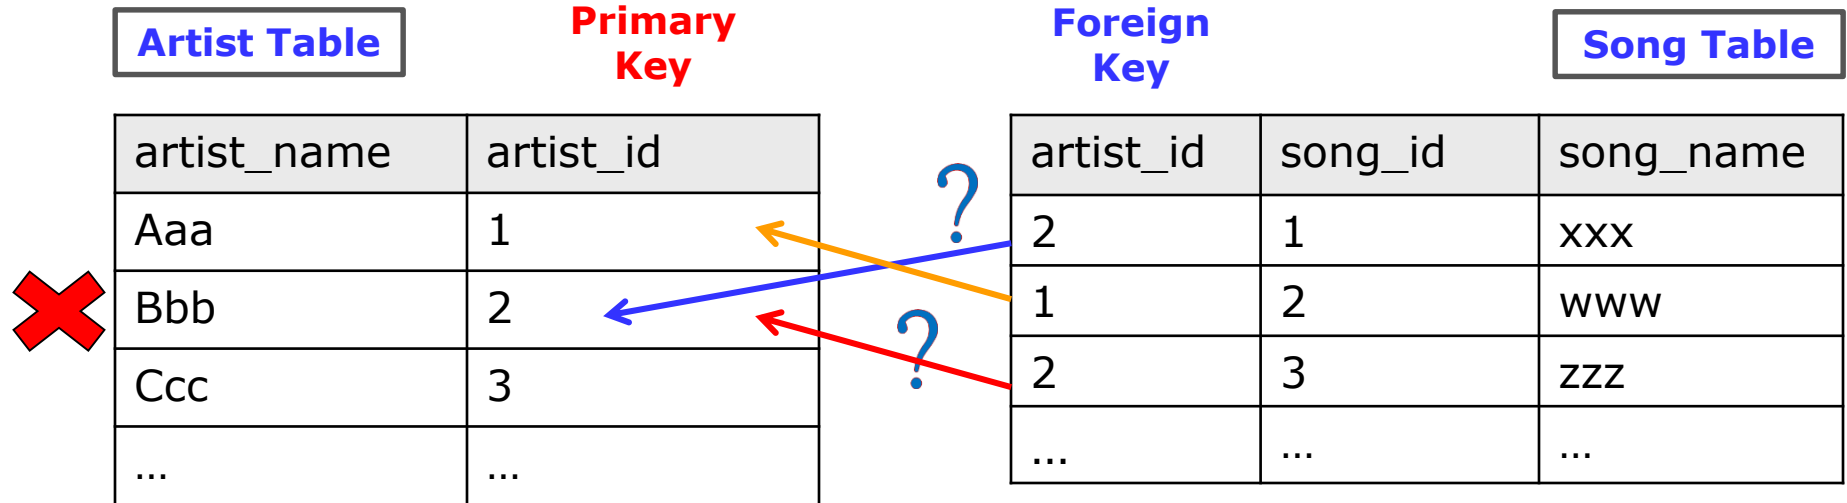 Artist Table
Primary
Key
Foreign
Key
Song Table
artist_name artist_id
Aaa 1
Bbb 2
Ccc 3
... ...
? ?
artist_id song_id song_name
2 1 xxx
1 2 www
2 3 zzz
... ... ...